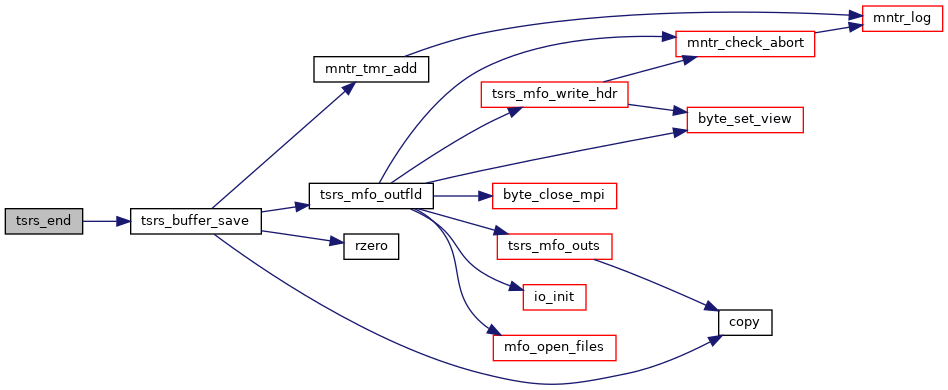 mntr_log
mntr_check_abort
mntr_tmr_add
tsrs_mfo_write_hdr
byte_set_view
tsrs_mfo_outfld
byte_close_mpi
tsrs_end
tsrs_buffer_save
rzero
tsrs_mfo_outs
io_init
copy
mfo_open_files